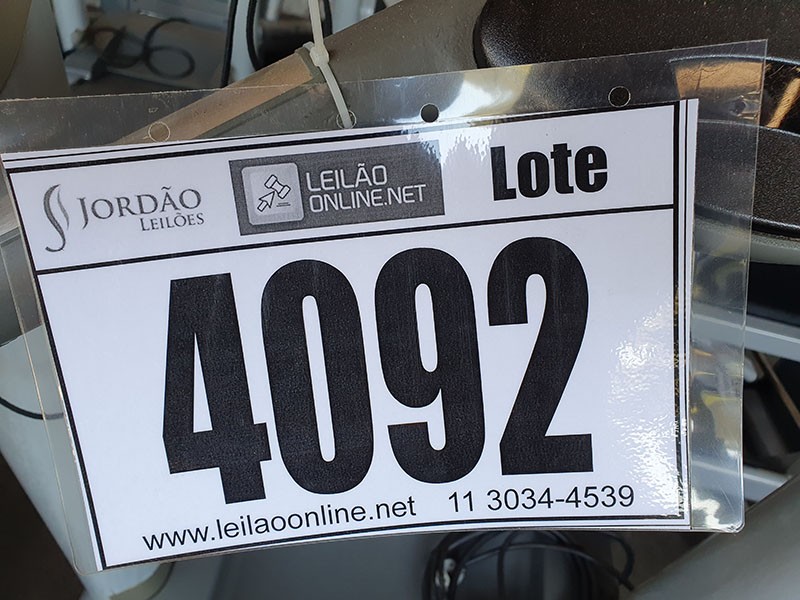 JORDÃO
LEILÕES
LEILÃO
ONLINE.NET
Lote
4092
www.leilaoonline.net 11 3034-4539